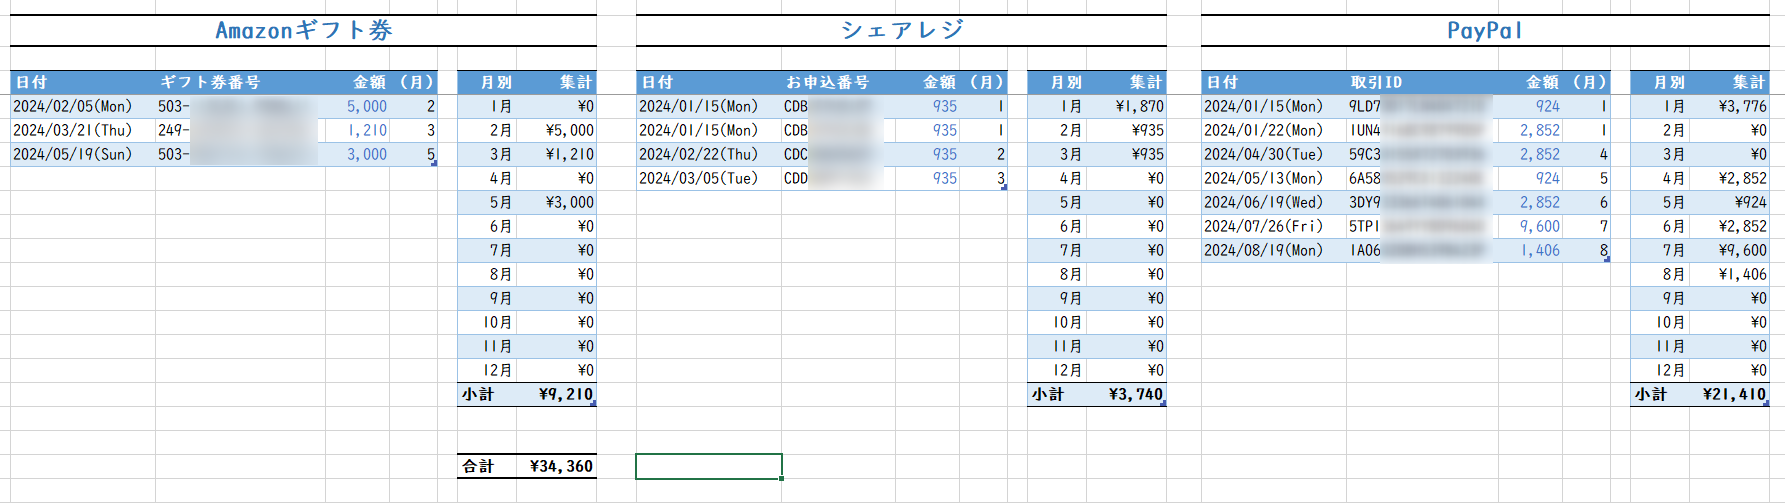 Amazonギフト券 シェアレジ PayPal
日付 ギフト券番号 金額 (月) 月別 集計 日付 お申込番号 金額 (月) 月別 集計 日付 取引ID 金額 (月) 月別 集計
2024/02/05(Mon) 503- 5,000 2 1月 ¥0 2024/01/15(Mon) CDB 935 1 1月 ¥1,870 2024/01/15(Mon) 9LD7 924 1 1月 ¥3,776
2024/03/21(Thu) 249- 1,210 3 2月 ¥5,000 2024/01/15(Mon) CDB 935 1 2月 ¥935 2024/01/22(Mon) 1UN4 2,852 1 2月 ¥0
2024/05/19(Sun) 503- 3,000 5 3月 ¥1,210 2024/02/22(Thu) CDC 935 2 3月 ¥935 2024/04/30(Tue) 59C3 2,852 4 3月 ¥0
4月 ¥0 2024/03/05(Tue) CDD 935 3 4月 ¥0 2024/05/13(Mon) 6A58 924 5 4月 ¥2,852
5月 ¥3,000 5月 ¥0 2024/06/19(Wed) 3DY9 2,852 6 5月 ¥924
6月 ¥0 6月 ¥0 2024/07/26(Fri) 5TP1 9,600 7 6月 ¥2,852
7月 ¥0 7月 ¥0 2024/08/19(Mon) 1A06 1,406 8 7月 ¥9,600
8月 ¥0 8月 ¥0 8月 ¥1,406
9月 ¥0 9月 ¥0 9月 ¥0
10月 ¥0 10月 ¥0 10月 ¥0
11月 ¥0 11月 ¥0 11月 ¥0
12月 ¥0 12月 ¥0 12月 ¥0
小計 ¥9,210 小計 ¥3,740 小計 ¥21,410
合計 ¥34,360